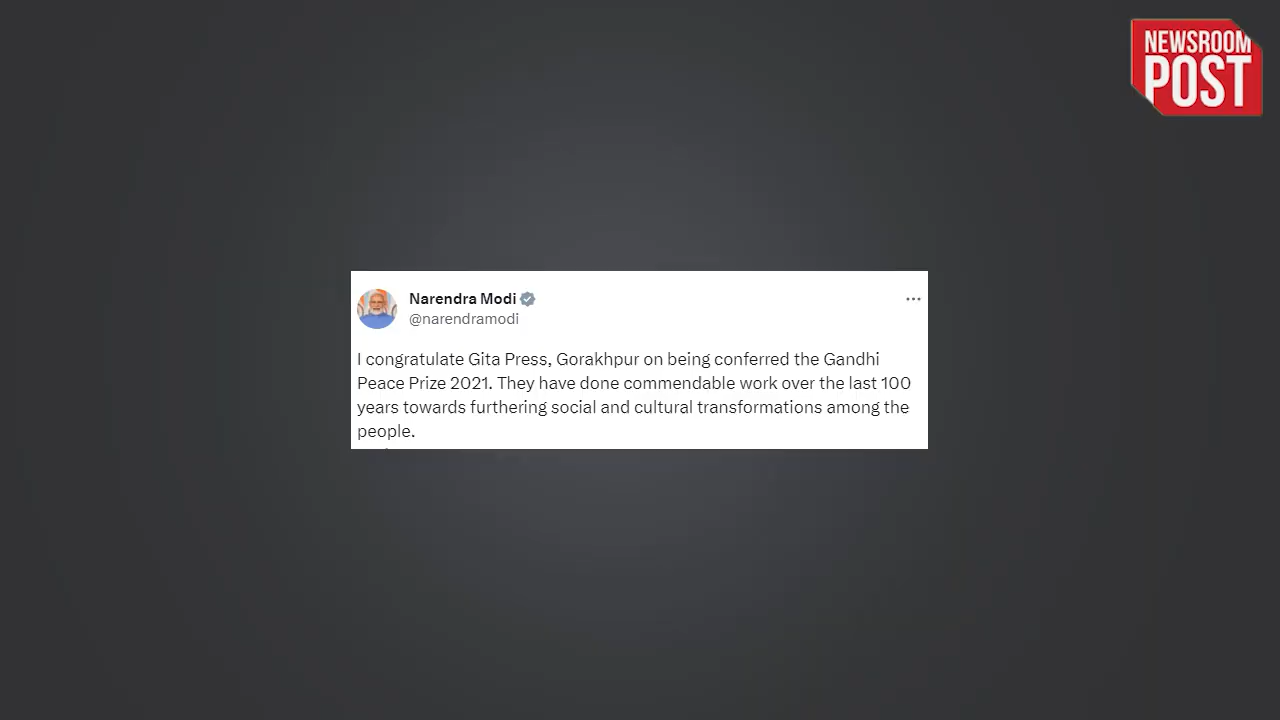 NEWSROOM
POST
Narendra Modi
@narendramodi
I congratulate Gita Press, Gorakhpur on being conferred the Gandhi
Peace Prize 2021. They have done commendable work over the last 100
years towards furthering social and cultural transformations among the
people.